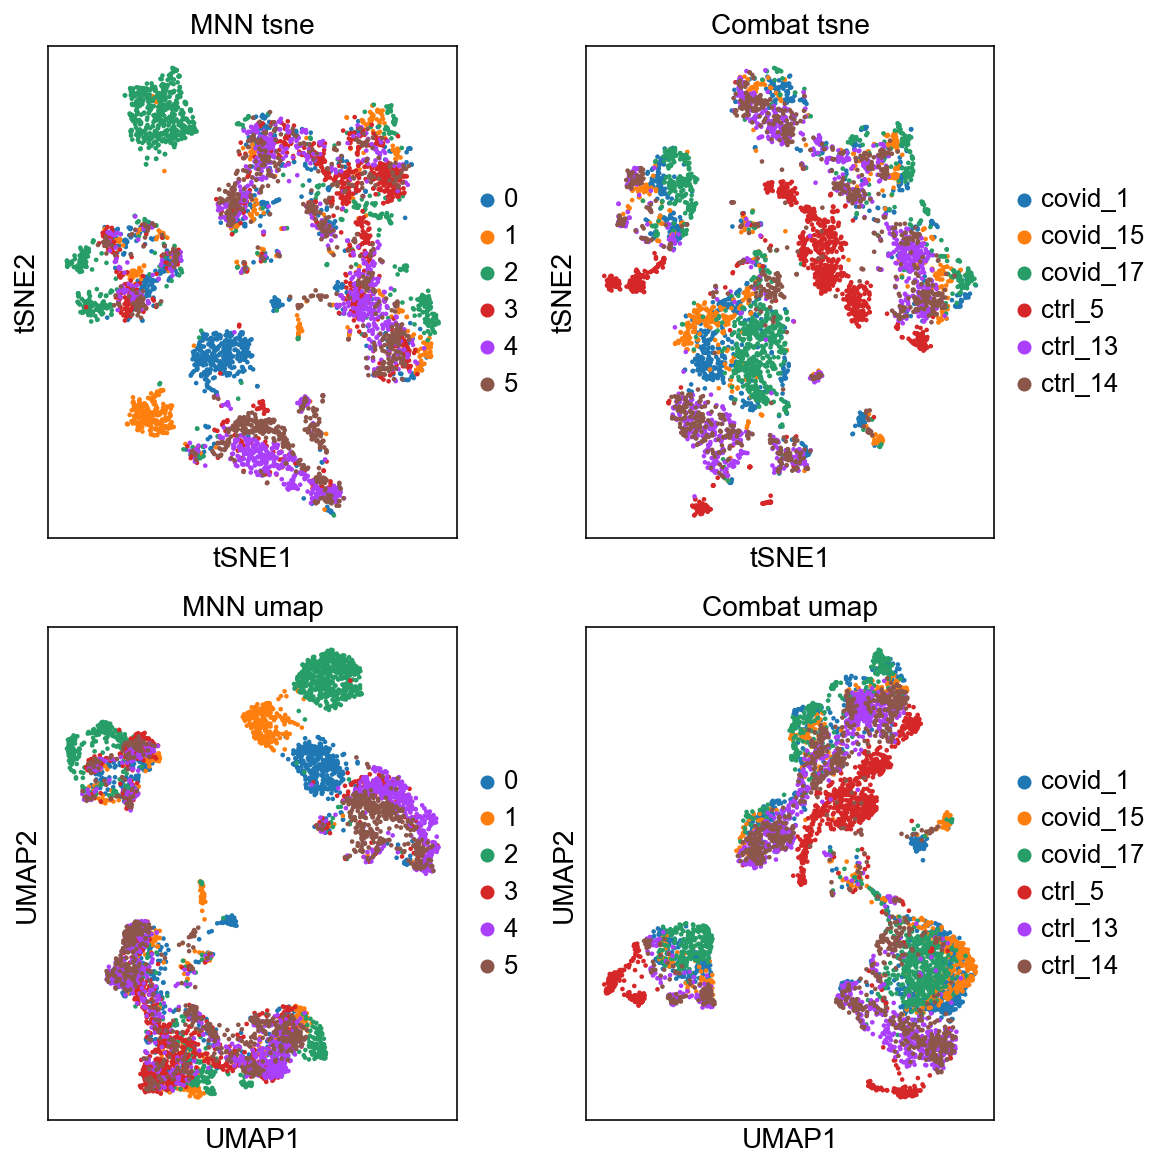 MNN tsne
tSNE2
tSNE1
0
1
2
3
4
5
Combat tsne
tSNE2
tSNE1
covid_1
covid_15
covid_17
ctrl_5
ctrl_13
ctrl_14
MNN umap
UMAP2
UMAP1
0
1
2
3
4
5
Combat umap
UMAP2
UMAP1
covid_1
covid_15
covid_17
ctrl_5
ctrl_13
ctrl_14